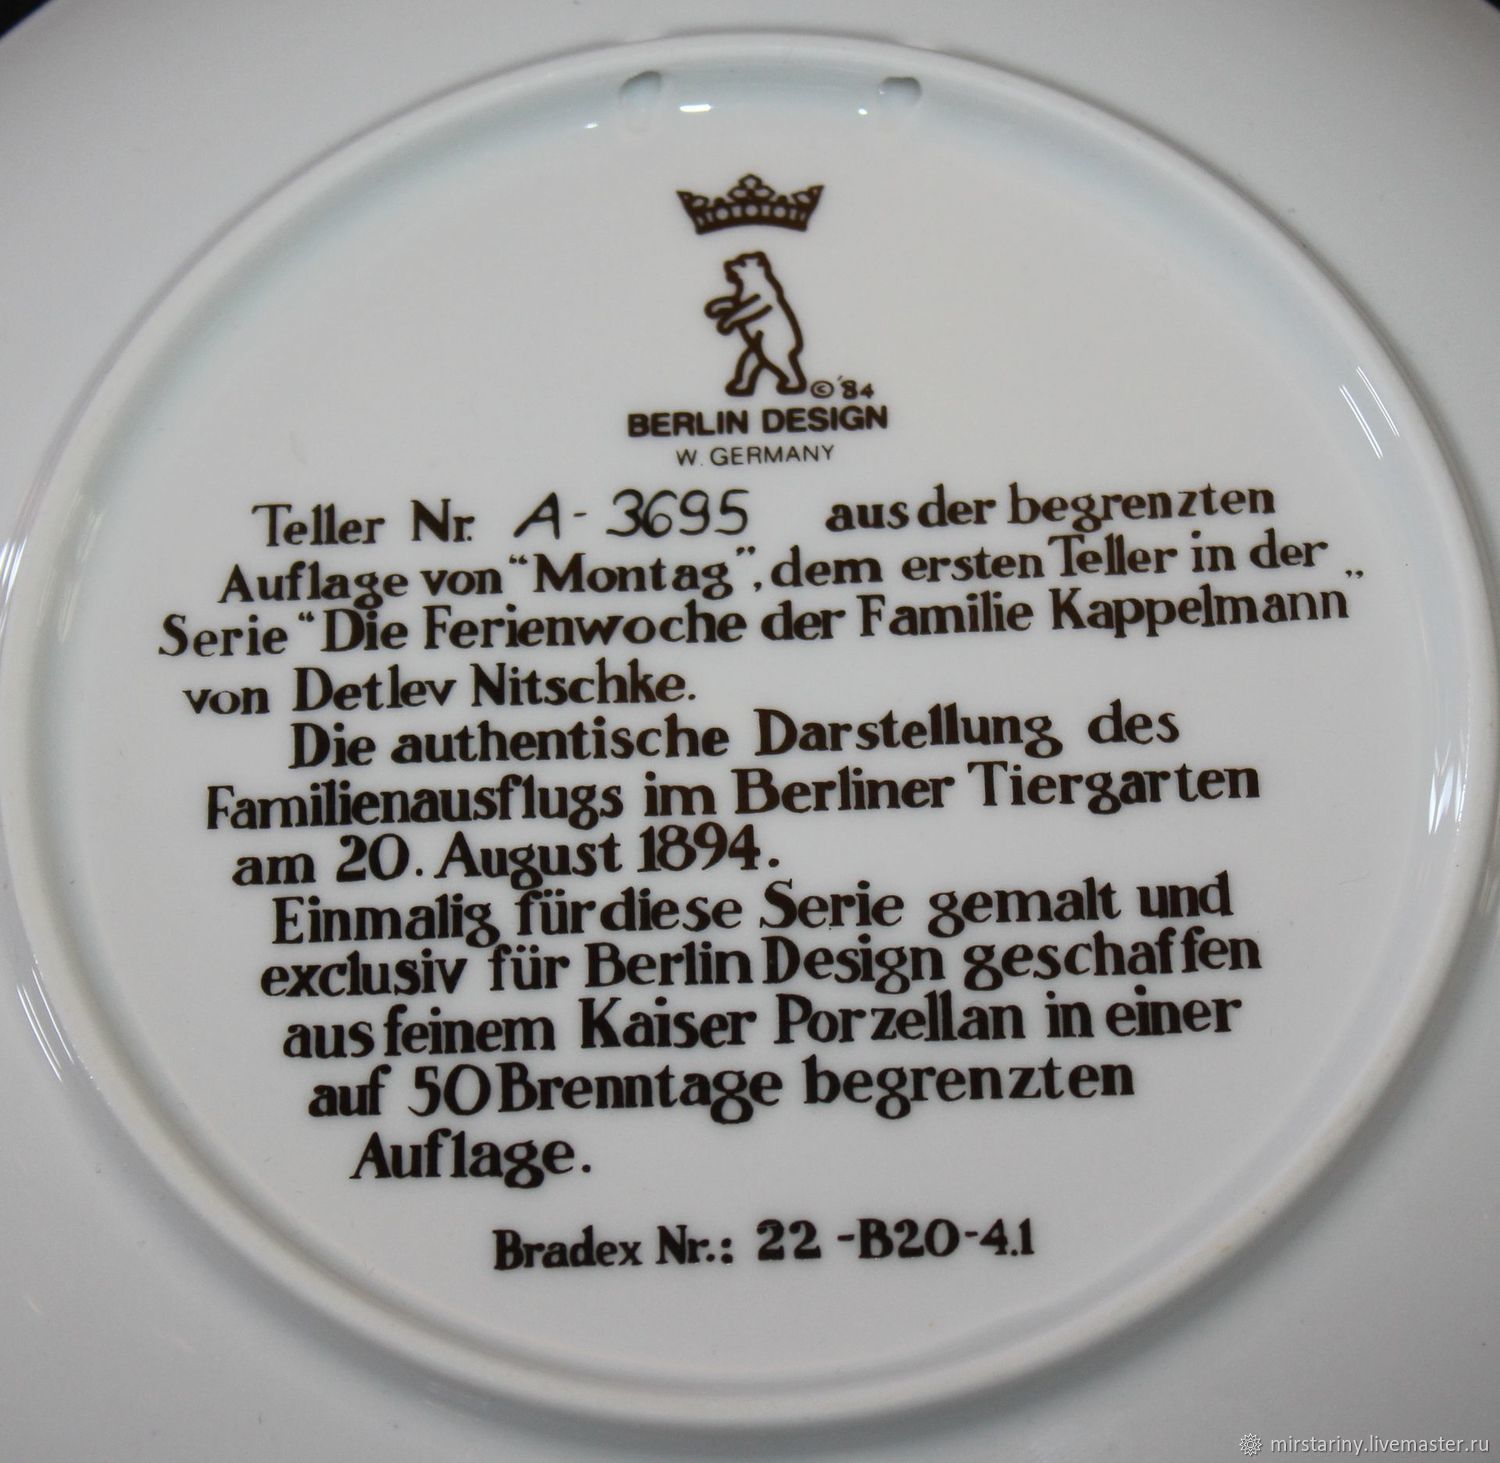 © '84
BERLIN DESIGN
W. GERMANY
Teller Nr. A-3695 aus der begrenzten
Auflage von "Montag", dem ersten Teller in der
Serie "Die Ferienwoche der Familie Kappelmann"
von Detlev Nitschke.
Die authentische Darstellung des
Familienausflugs im Berliner Tiergarten
am 20. August 1894.
Einmalig für diese Serie gemalt und
exclusiv für Berlin Design geschaffen
aus feinem Kaiser Porzellan in einer
auf 50 Brenntage begrenzten
Auflage.
Bradex Nr.: 22-B20-4.1
mirstariny.livemaster.ru